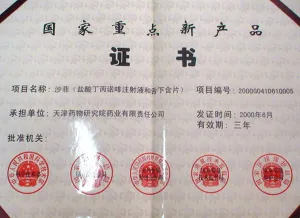 国家重点新产品
证书
项目名称：沙菲（盐酸丁丙诺啡注射液和舌下含片）
项目编号：2000G0410610005
承担单位：天津药物研究院药业有限责任公司
发证时间：2000年6月
有效期：三年
批准机关：